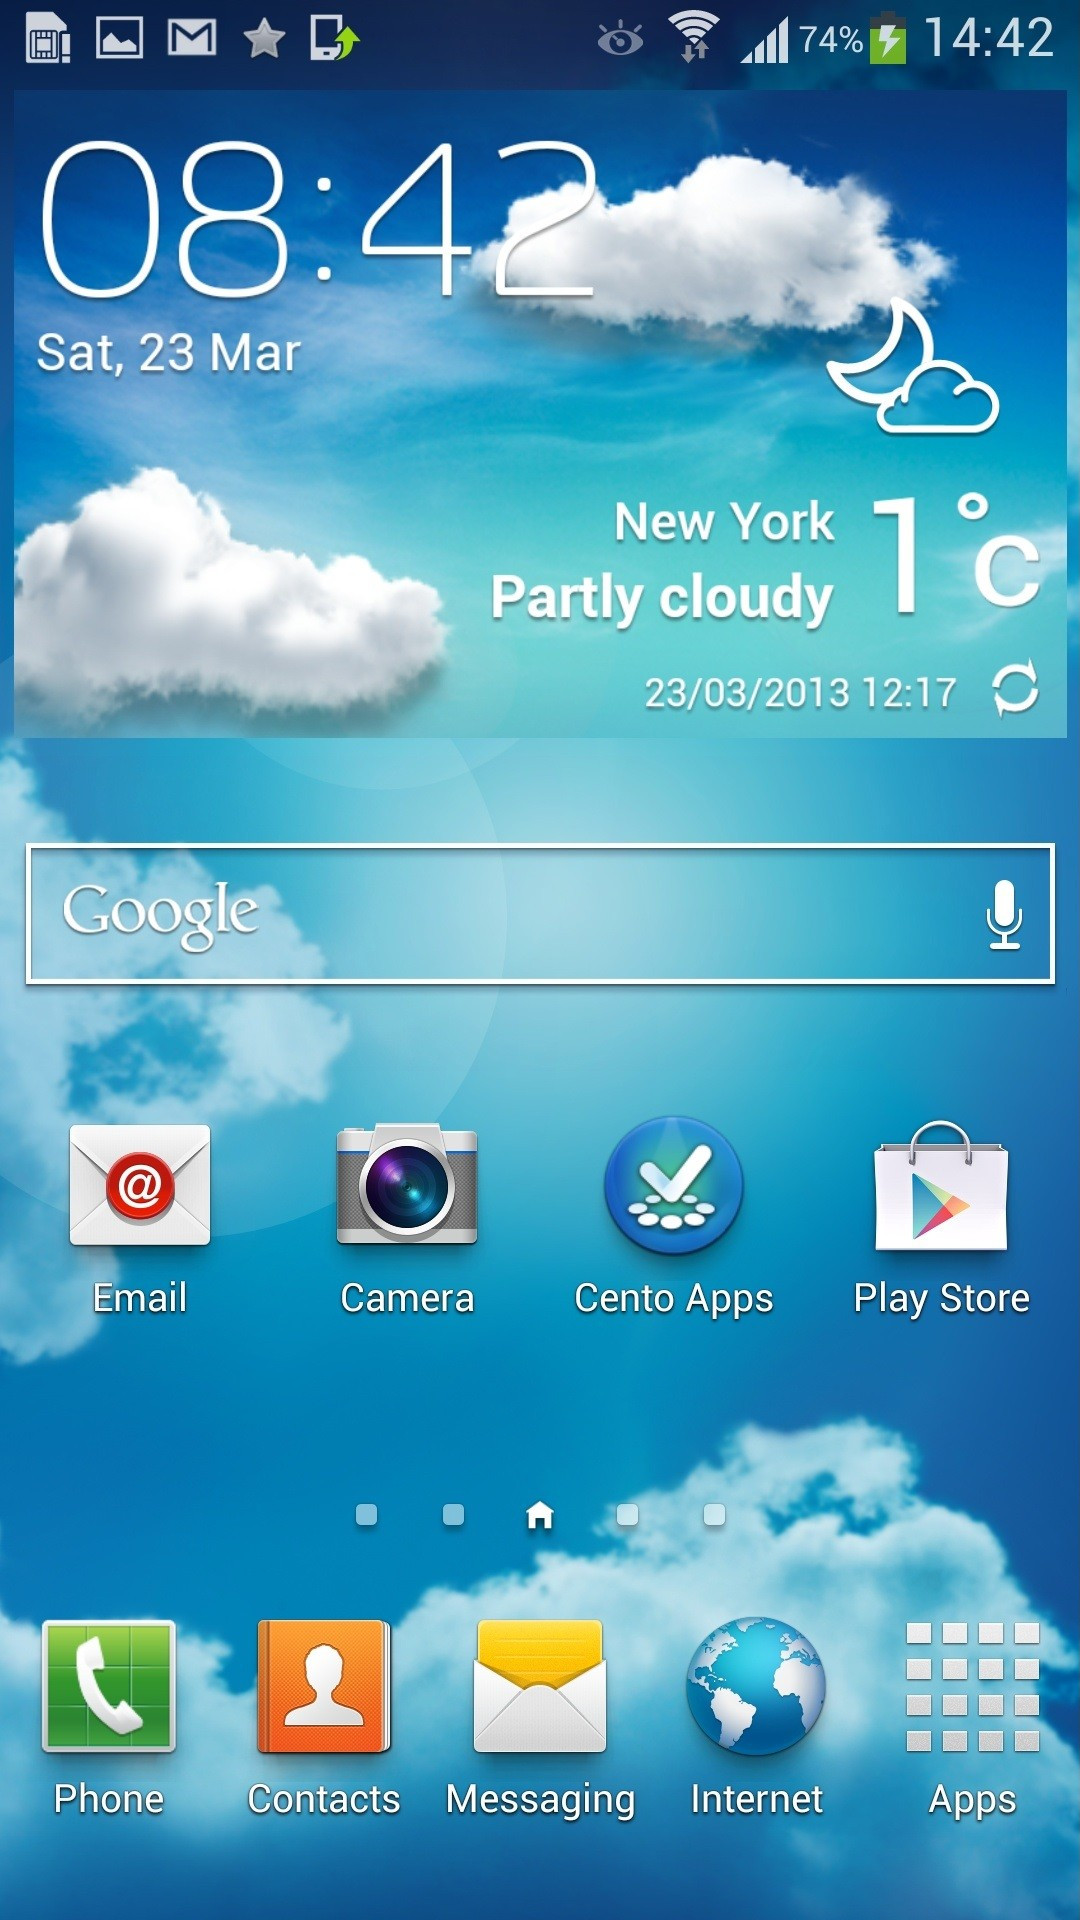 74% 14:42
08:42
Sat, 23 Mar
New York 1°c
Partly cloudy
23/03/2013 12:17
Google
@
Email Camera Cento Apps Play Store
Phone Contacts Messaging Internet Apps